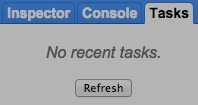 Inspector Console Tasks
No recent tasks.
Refresh